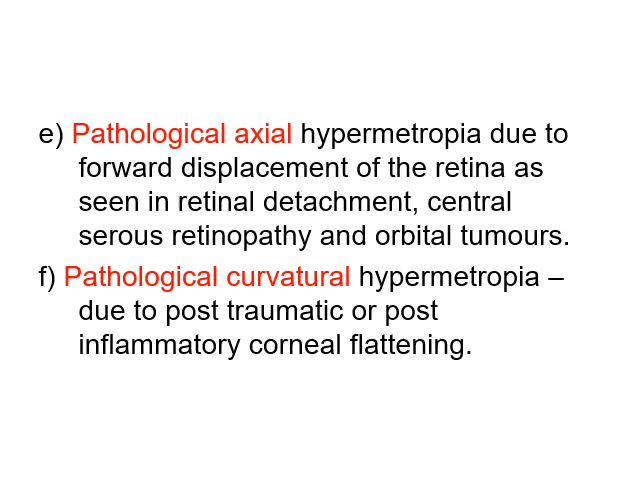 e) Pathological axial hypermetropia due to
forward displacement of the retina as
seen in retinal detachment, central
serous retinopathy and orbital tumours.
f) Pathological curvatural hypermetropia –
due to post traumatic or post
inflammatory corneal flattening.